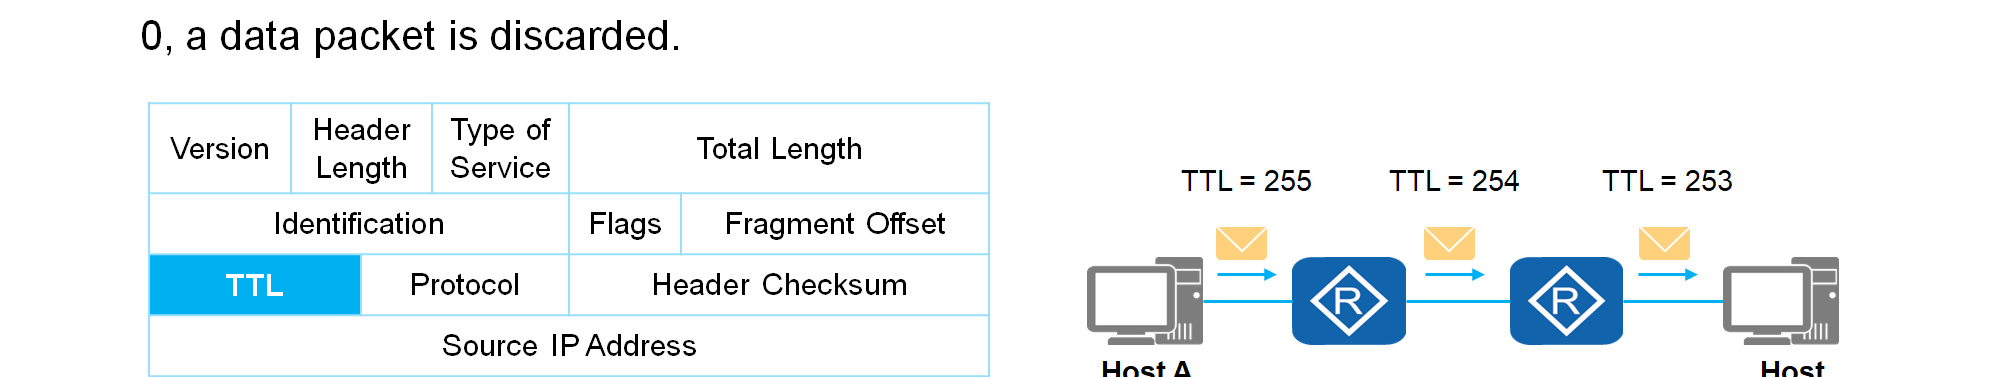 0, a data packet is discarded.
Version
Header
Length
Type of
Service
Total Length
Identification
Flags
Fragment Offset
TTL
Protocol
Header Checksum
Source IP Address
TTL = 255
TTL = 254
TTL = 253
R
R
Host A
Host